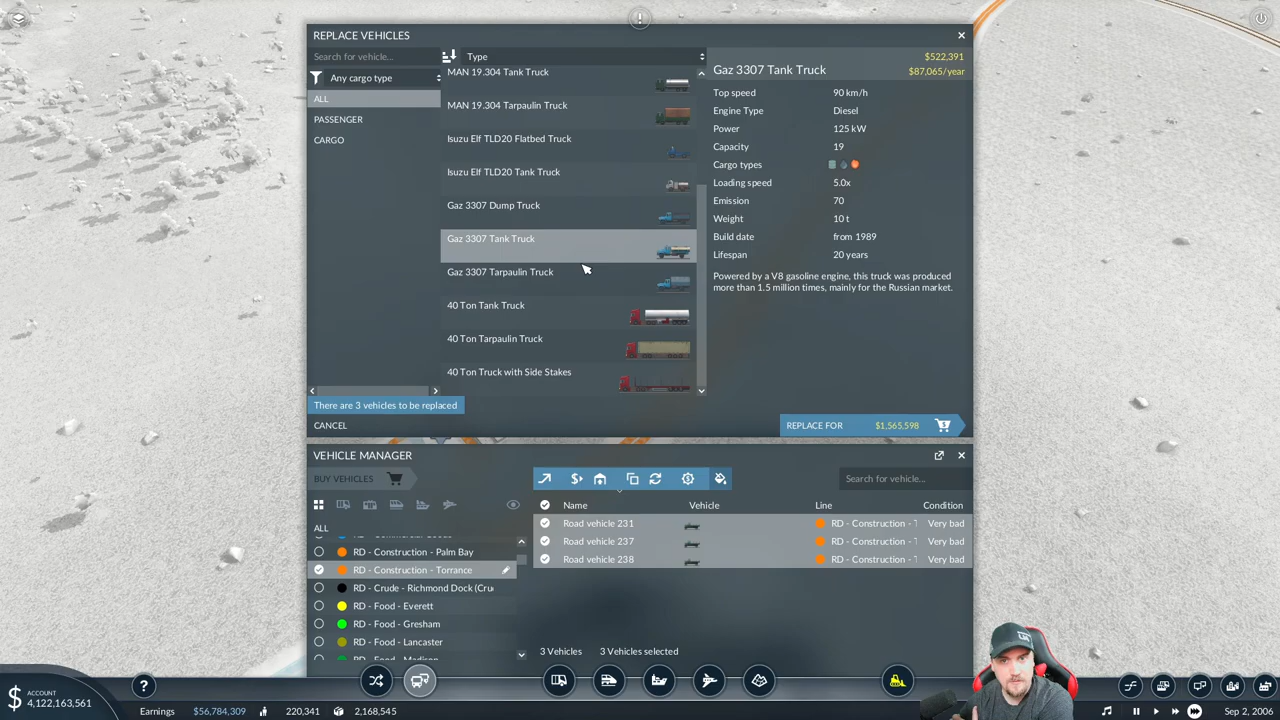 REPLACE VEHICLES
Search for vehicle...
Type
Any cargo type
ALL
PASSENGER
CARGO
MAN 19.304 Tank Truck
MAN 19.304 Tarpaulin Truck
Isuzu Elf TLD20 Flatbed Truck
Isuzu Elf TLD20 Tank Truck
Gaz 3307 Dump Truck
Gaz 3307 Tank Truck
Gaz 3307 Tarpaulin Truck
40 Ton Tank Truck
40 Ton Tarpaulin Truck
40 Ton Truck with Side Stakes
$522,391
Gaz 3307 Tank Truck
$87,065/year
Top speed 90 km/h
Engine Type Diesel
Power 125 kW
Capacity 19
Cargo types
Loading speed 5.0x
Emission 70
Weight 10 t
Build date from 1989
Lifespan 20 years
Powered by a V8 gasoline engine, this truck was produced
more than 1.5 million times, mainly for the Russian market.
There are 3 vehicles to be replaced
CANCEL
REPLACE FOR $1,565,598
VEHICLE MANAGER
BUY VEHICLES
Search for vehicle...
ALL
RD - Construction - Palm Bay
RD - Construction - Torrance
RD - Crude - Richmond Dock (Cru
RD - Food - Everett
RD - Food - Gresham
RD - Food - Lancaster
Name Vehicle Line Condition
Road vehicle 231 RD - Construction - T Very bad
Road vehicle 237 RD - Construction - T Very bad
Road vehicle 238 RD - Construction - T Very bad
3 Vehicles 3 Vehicles selected
$ ACCOUNT
4,122,163,561
?
Earnings $56,784,309 220,341 2,168,545
Sep 2, 2006